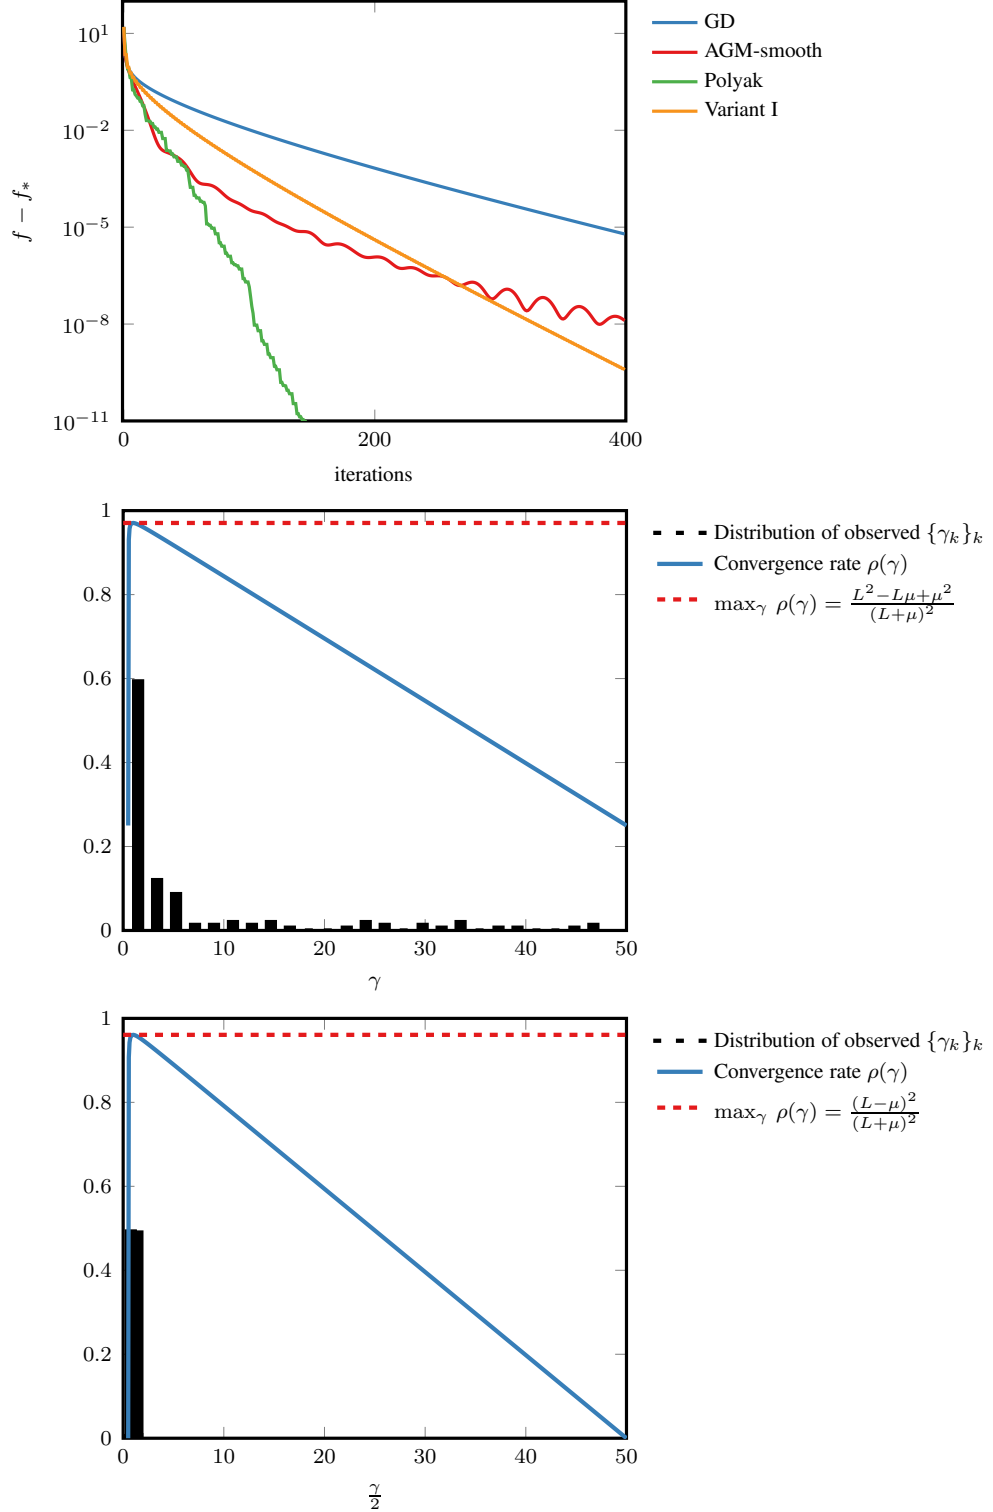 GD
AGM-smooth
Polyak
Variant I
10^1
10^{-2}
10^{-5}
10^{-8}
10^{-11}
f − f_*
0 200 400
iterations
1
0.8
0.6
0.4
0.2
0
0 10 20 30 40 50
γ
Distribution of observed {γ_k}_k
Convergence rate ρ(γ)
max_γ ρ(γ) = \frac{L^2−Lμ+μ^2}{(L+μ)^2}
1
0.8
0.6
0.4
0.2
0
0 10 20 30 40 50
\frac{γ}{2}
Distribution of observed {γ_k}_k
Convergence rate ρ(γ)
max_γ ρ(γ) = \frac{(L−μ)^2}{(L+μ)^2}